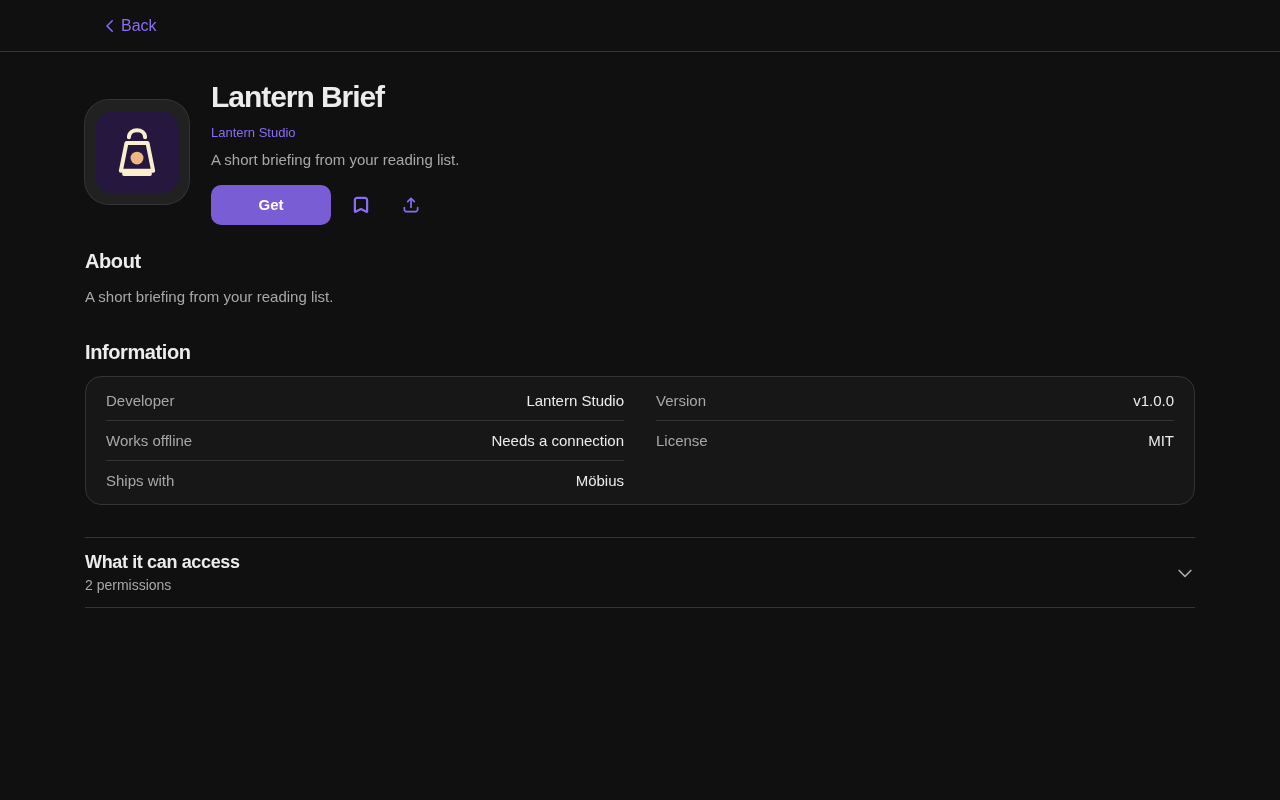 Back
Lantern Brief
Lantern Studio
A short briefing from your reading list.
Get
About
A short briefing from your reading list.
Information
Developer Lantern Studio
Version v1.0.0
Works offline Needs a connection
License MIT
Ships with Möbius
What it can access
2 permissions